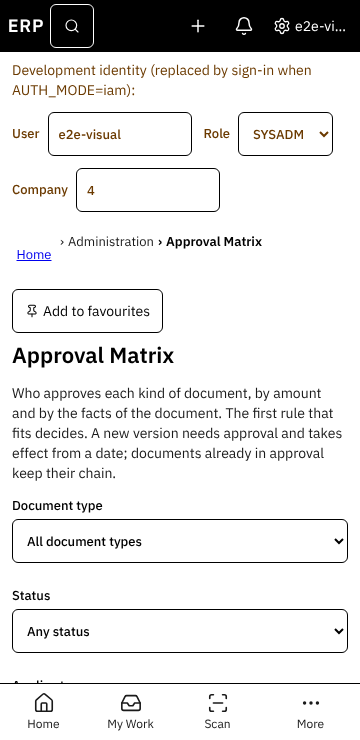 ERP
e2e-vi...
Development identity (replaced by sign-in when
AUTH_MODE=iam):
User
e2e-visual
Role
SYSADM
Company
4
Home › Administration › Approval Matrix
Add to favourites
Approval Matrix
Who approves each kind of document, by amount
and by the facts of the document. The first rule that
fits decides. A new version needs approval and takes
effect from a date; documents already in approval
keep their chain.
Document type
All document types
Status
Any status
Home
My Work
Scan
More